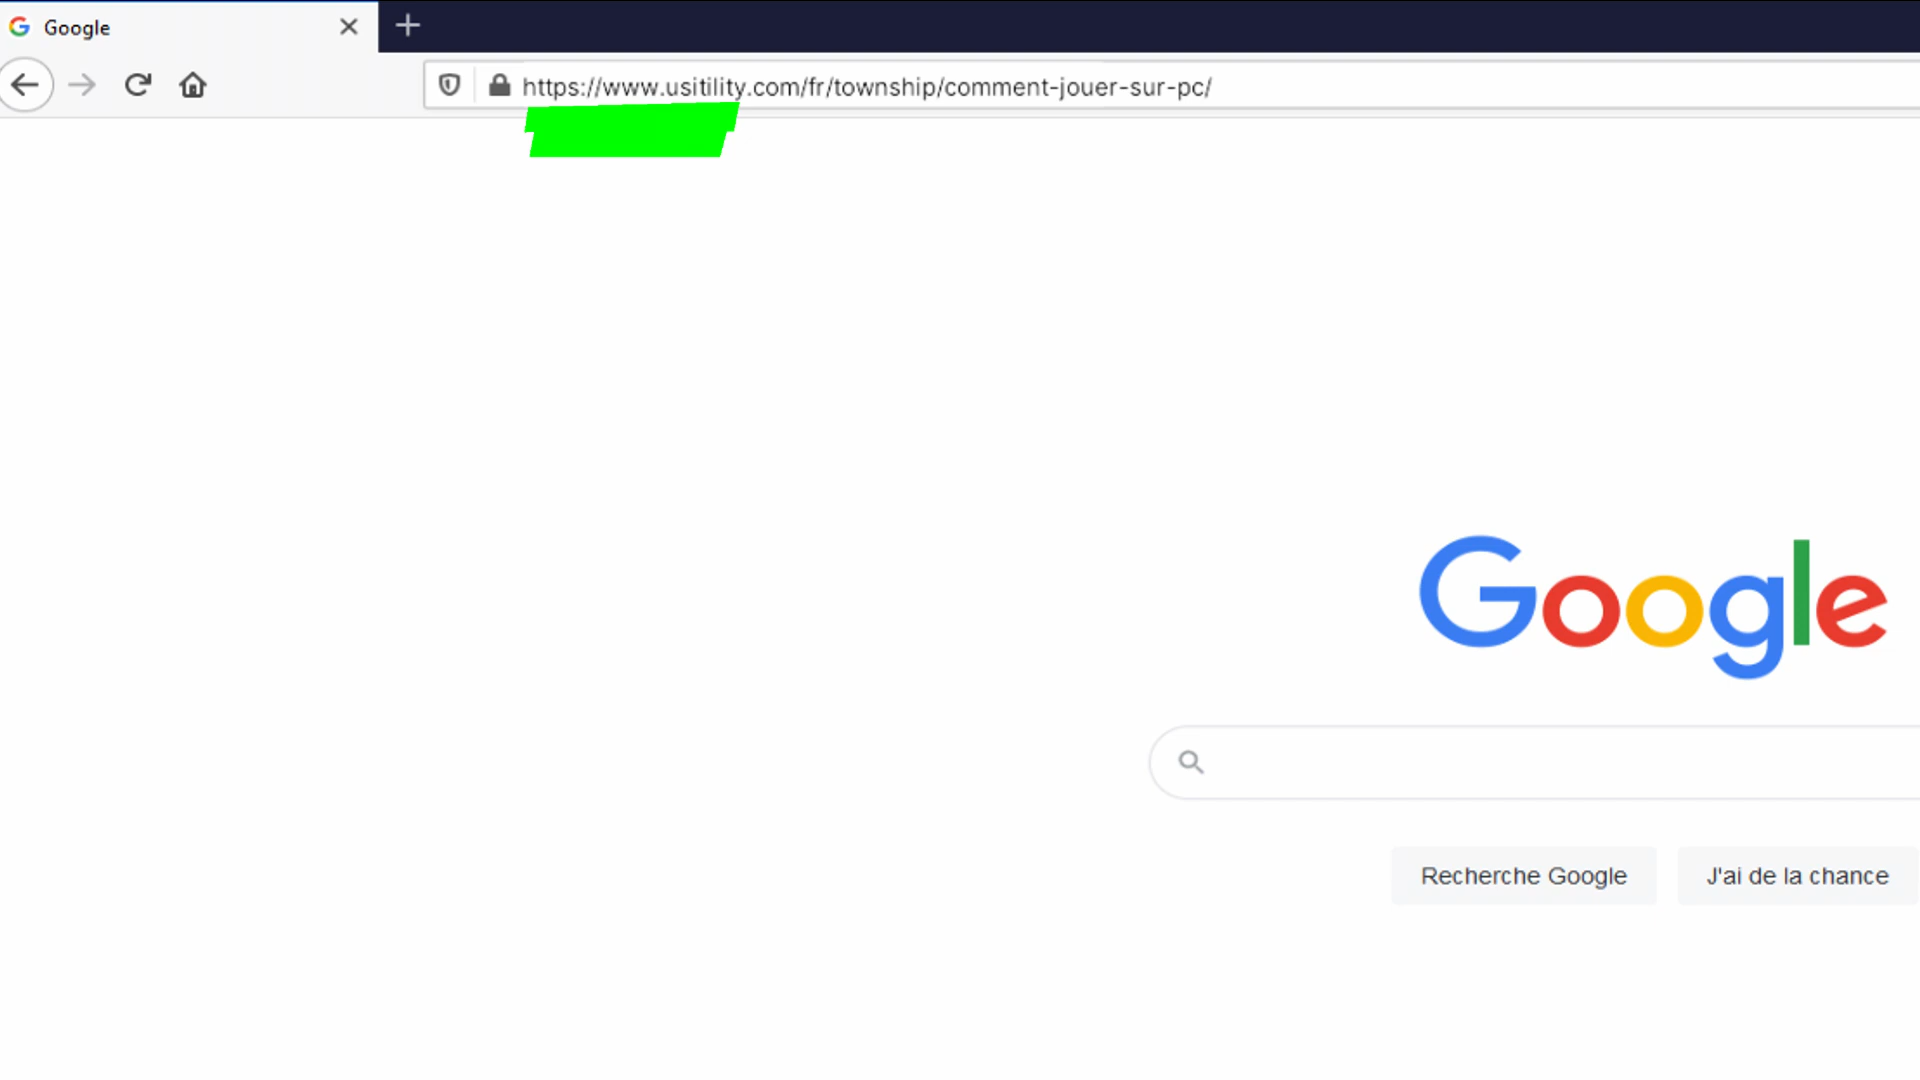 Google
https://www.usitility.com/fr/township/comment-jouer-sur-pc/
Google
Recherche Google
J'ai de la chance